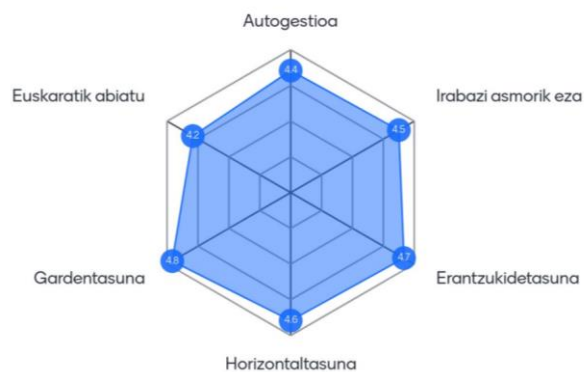 Autogestioa
4.4
Euskaratik abiatu
Irabazi asmorik eza
4.2
4.5
Gardentasuna
4.8
4.7
Erantzukidetasuna
4.6
Horizontaltasuna